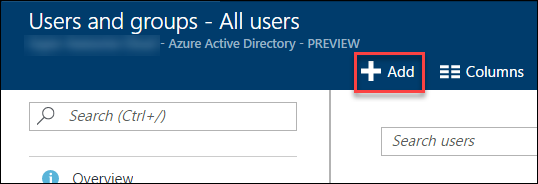 Users and groups - All users
- Azure Active Directory - PREVIEW
Add
Columns
Search (Ctrl+/)
Search users
Overview